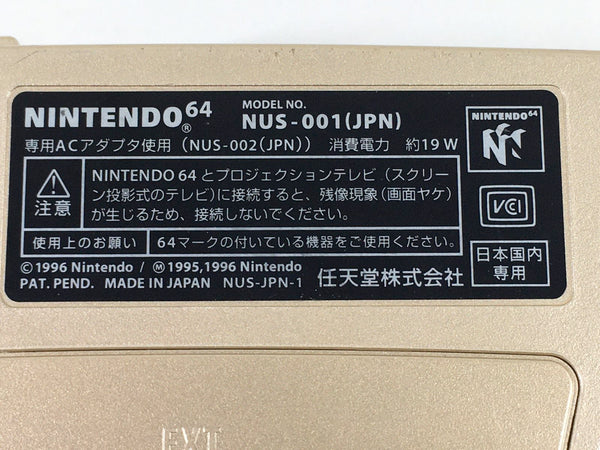 NINTENDO64® MODEL NO. NUS-001(JPN)
専用ACアダプタ使用 (NUS-002(JPN)) 消費電力 約19W
NINTENDO64
注意
NINTENDO 64 とプロジェクションテレビ (スクリー
ン投影式のテレビ)に接続すると、残像現象(画面ヤケ)
が生じるため、接続しないでください。
VCCI
使用上のお願い 64マークの付いている機器をご使用ください。
日本国内
専用
©1996 Nintendo / Ⓜ1995,1996 Nintendo
PAT. PEND. MADE IN JAPAN NUS-JPN-1 任天堂株式会社
EXT